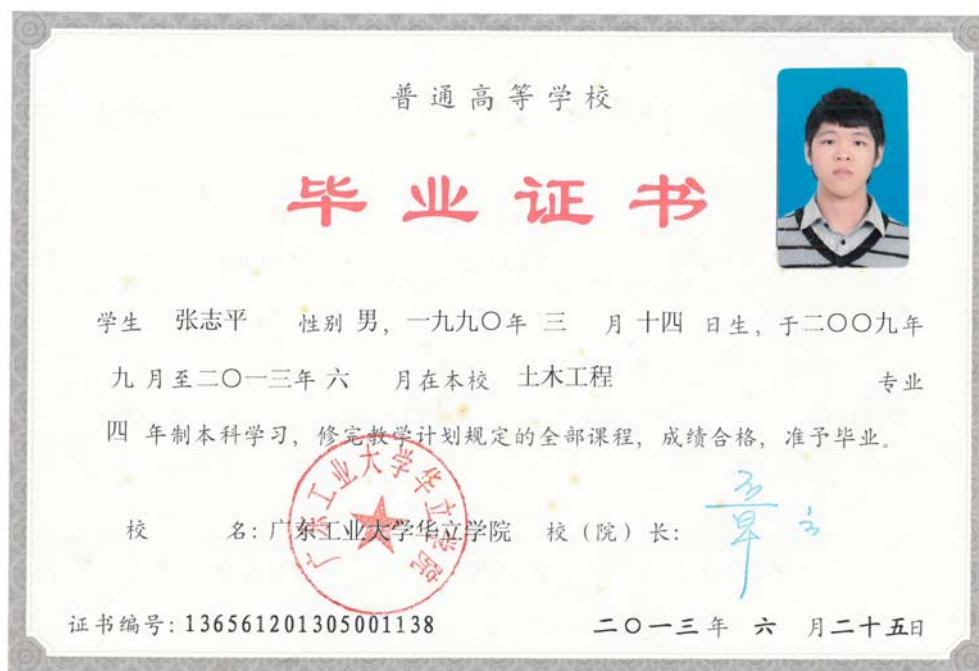 普通高等学校
毕业证书
学生 张志平 性别 男，一九九〇年 三 月 十四 日生，于二〇〇九年
九 月至二〇一三年 六 月在本校 土木工程 专业
四 年制本科学习，修完教学计划规定的全部课程，成绩合格，准予毕业。
校 名：广东工业大学华立学院 校（院）长：
广东工业大学华立学院
证书编号：136561201305001138 二〇一三年 六 月二十五日